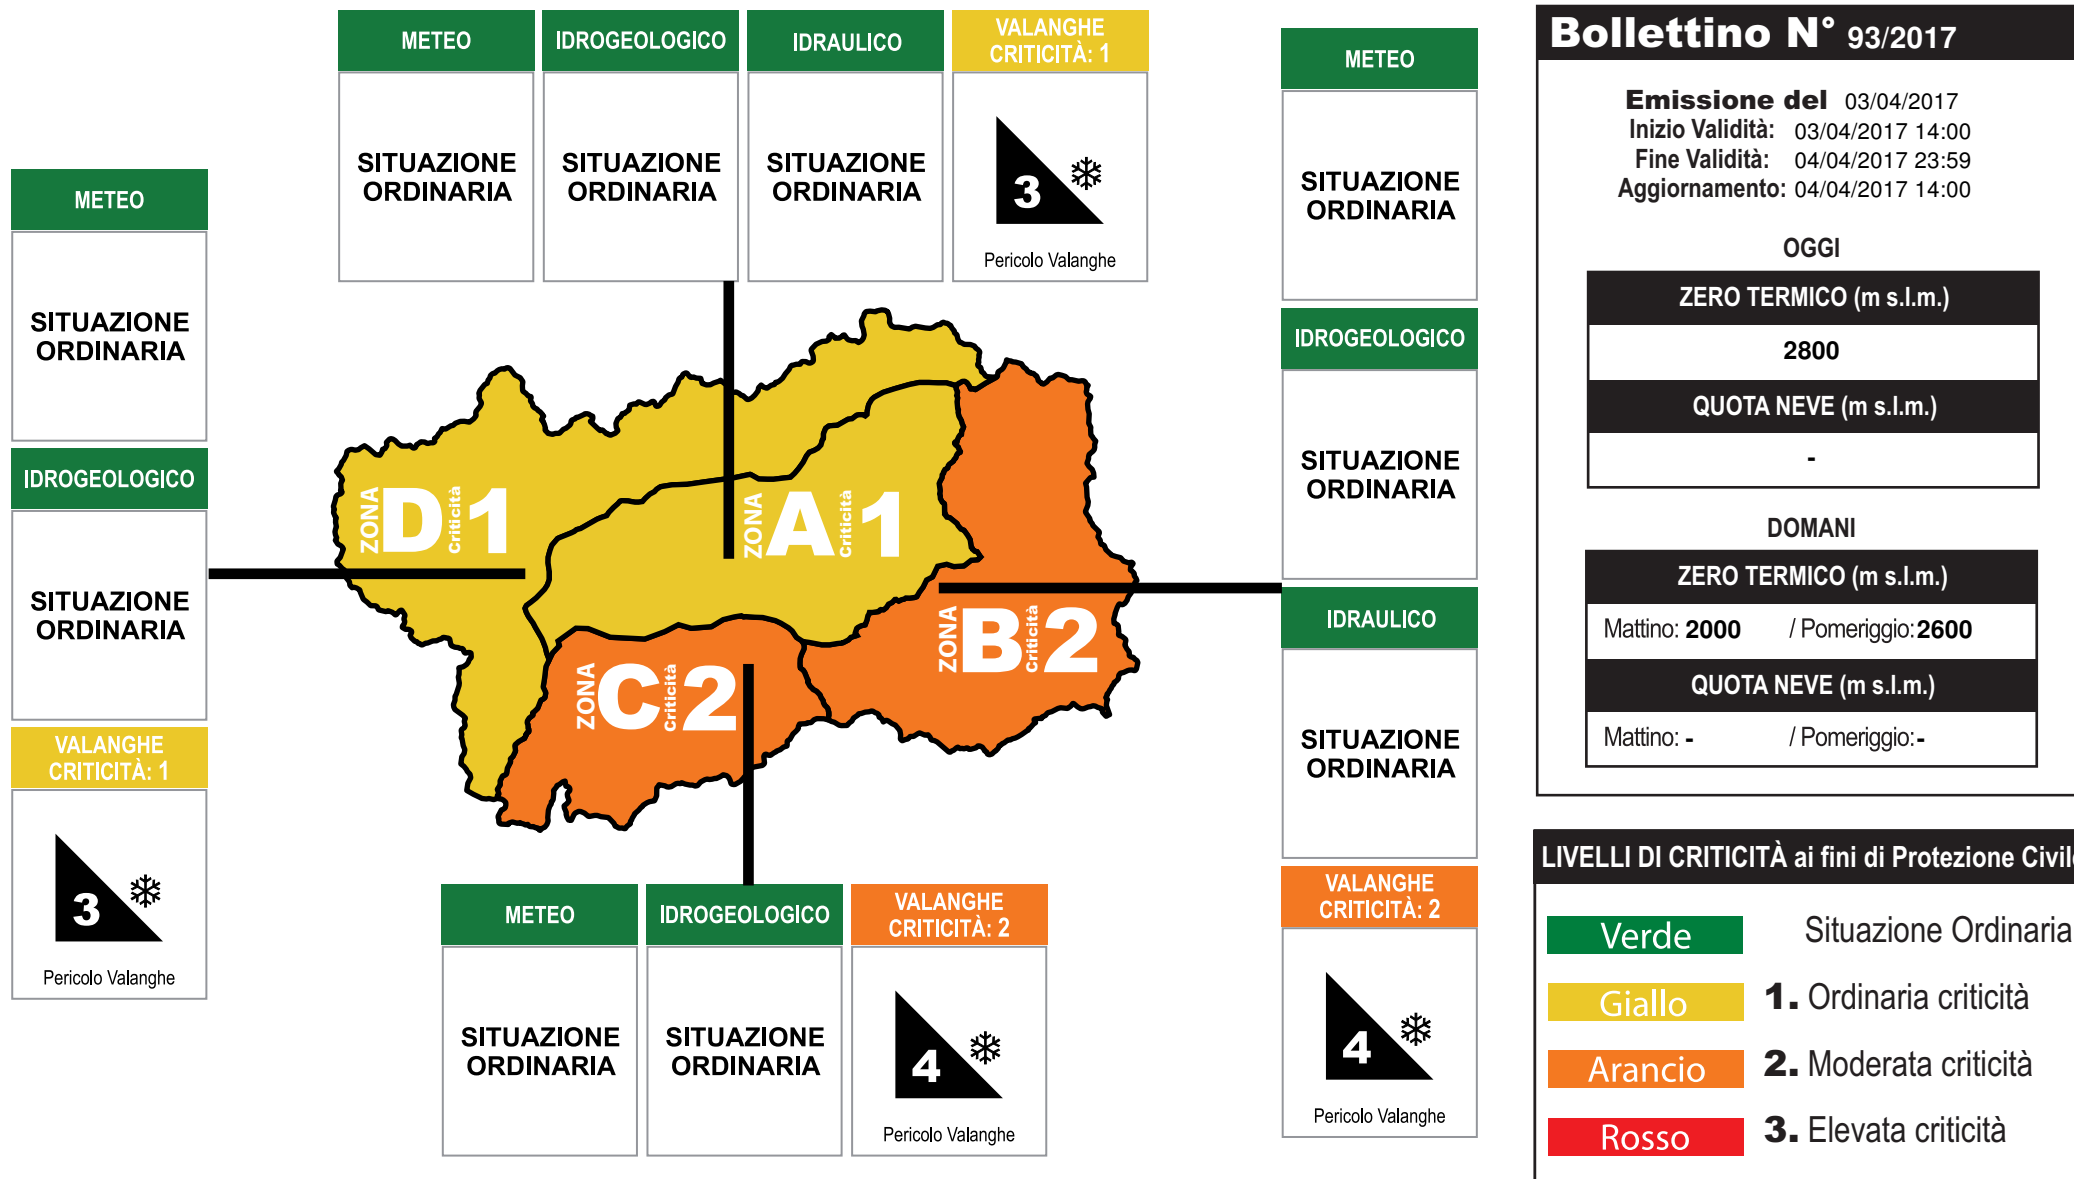 METEO
SITUAZIONE
ORDINARIA
IDROGEOLOGICO
SITUAZIONE
ORDINARIA
VALANGHE
CRITICITÀ: 1
3
Pericolo Valanghe
METEO
SITUAZIONE
ORDINARIA
IDROGEOLOGICO
SITUAZIONE
ORDINARIA
IDRAULICO
SITUAZIONE
ORDINARIA
VALANGHE
CRITICITÀ: 1
3
Pericolo Valanghe
ZONA D Criticità 1
ZONA A Criticità 1
ZONA B Criticità 2
ZONA C Criticità 2
METEO
SITUAZIONE
ORDINARIA
IDROGEOLOGICO
SITUAZIONE
ORDINARIA
VALANGHE
CRITICITÀ: 2
4
Pericolo Valanghe
METEO
SITUAZIONE
ORDINARIA
IDROGEOLOGICO
SITUAZIONE
ORDINARIA
IDRAULICO
SITUAZIONE
ORDINARIA
VALANGHE
CRITICITÀ: 2
4
Pericolo Valanghe
Bollettino N° 93/2017
Emissione del 03/04/2017
Inizio Validità: 03/04/2017 14:00
Fine Validità: 04/04/2017 23:59
Aggiornamento: 04/04/2017 14:00
OGGI
ZERO TERMICO (m s.l.m.)
2800
QUOTA NEVE (m s.l.m.)
-
DOMANI
ZERO TERMICO (m s.l.m.)
Mattino: 2000 / Pomeriggio: 2600
QUOTA NEVE (m s.l.m.)
Mattino: - / Pomeriggio: -
LIVELLI DI CRITICITÀ ai fini di Protezione Civile
Verde Situazione Ordinaria
Giallo 1. Ordinaria criticità
Arancio 2. Moderata criticità
Rosso 3. Elevata criticità